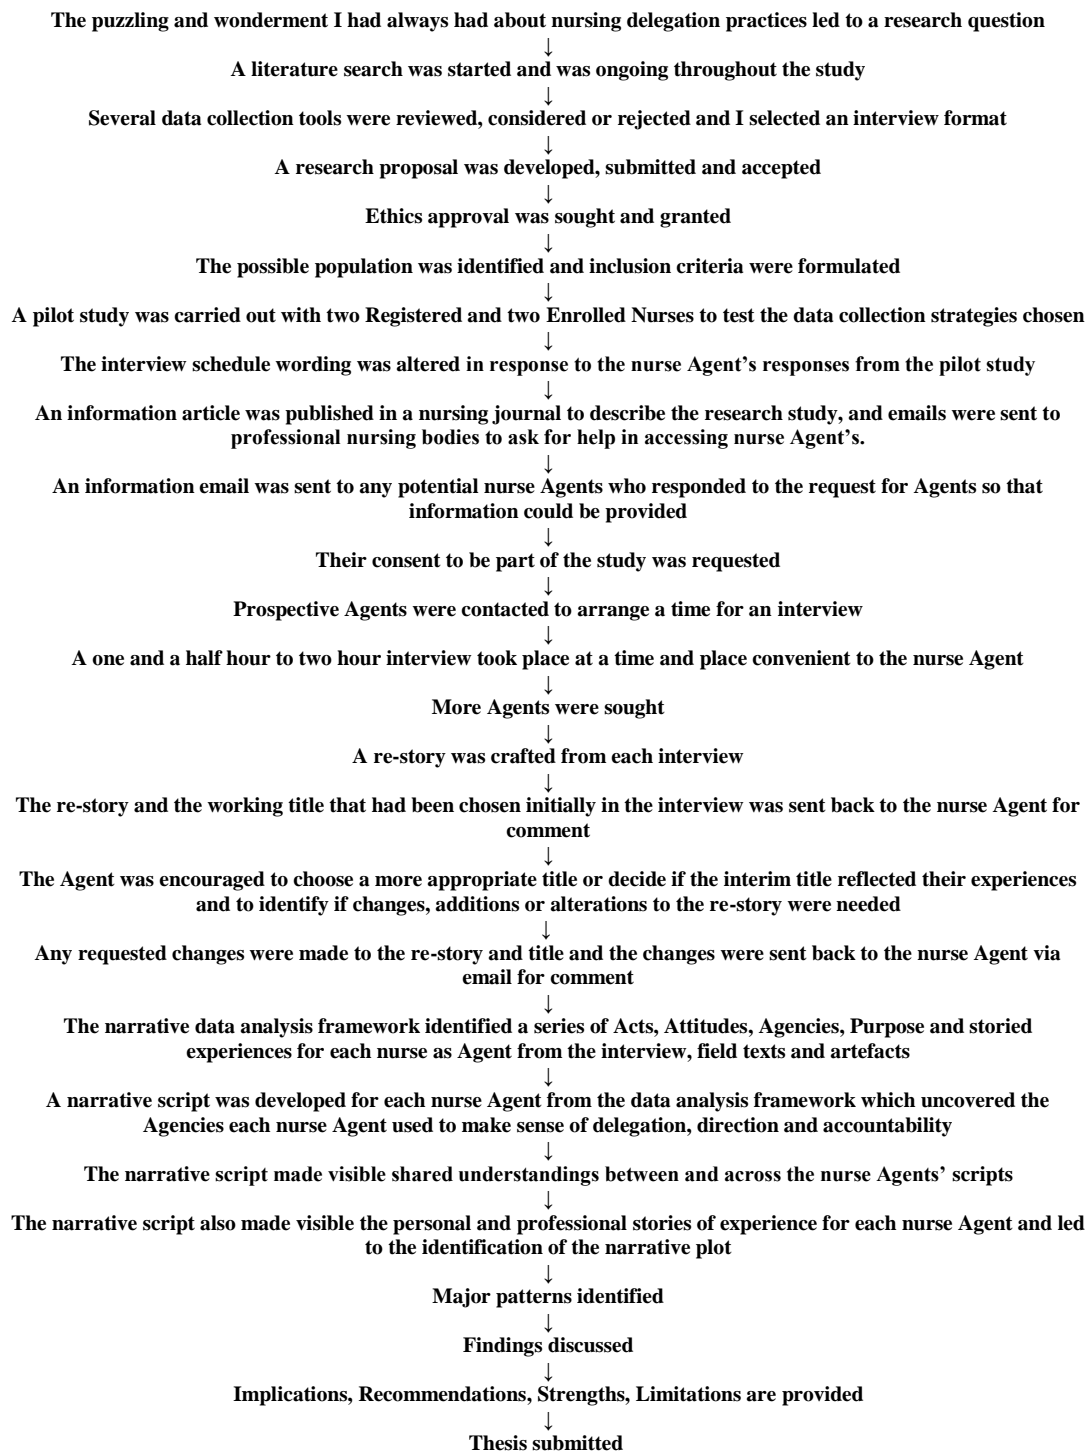 The puzzling and wonderment I had always had about nursing delegation practices led to a research question
↓
A literature search was started and was ongoing throughout the study
↓
Several data collection tools were reviewed, considered or rejected and I selected an interview format
↓
A research proposal was developed, submitted and accepted
↓
Ethics approval was sought and granted
↓
The possible population was identified and inclusion criteria were formulated
↓
A pilot study was carried out with two Registered and two Enrolled Nurses to test the data collection strategies chosen
↓
The interview schedule wording was altered in response to the nurse Agent's responses from the pilot study
↓
An information article was published in a nursing journal to describe the research study, and emails were sent to
professional nursing bodies to ask for help in accessing nurse Agent's.
↓
An information email was sent to any potential nurse Agents who responded to the request for Agents so that
information could be provided
↓
Their consent to be part of the study was requested
↓
Prospective Agents were contacted to arrange a time for an interview
↓
A one and a half hour to two hour interview took place at a time and place convenient to the nurse Agent
↓
More Agents were sought
↓
A re-story was crafted from each interview
↓
The re-story and the working title that had been chosen initially in the interview was sent back to the nurse Agent for
comment
↓
The Agent was encouraged to choose a more appropriate title or decide if the interim title reflected their experiences
and to identify if changes, additions or alterations to the re-story were needed
↓
Any requested changes were made to the re-story and title and the changes were sent back to the nurse Agent via
email for comment
↓
The narrative data analysis framework identified a series of Acts, Attitudes, Agencies, Purpose and storied
experiences for each nurse as Agent from the interview, field texts and artefacts
↓
A narrative script was developed for each nurse Agent from the data analysis framework which uncovered the
Agencies each nurse Agent used to make sense of delegation, direction and accountability
↓
The narrative script made visible shared understandings between and across the nurse Agents' scripts
↓
The narrative script also made visible the personal and professional stories of experience for each nurse Agent and led
to the identification of the narrative plot
↓
Major patterns identified
↓
Findings discussed
↓
Implications, Recommendations, Strengths, Limitations are provided
↓
Thesis submitted